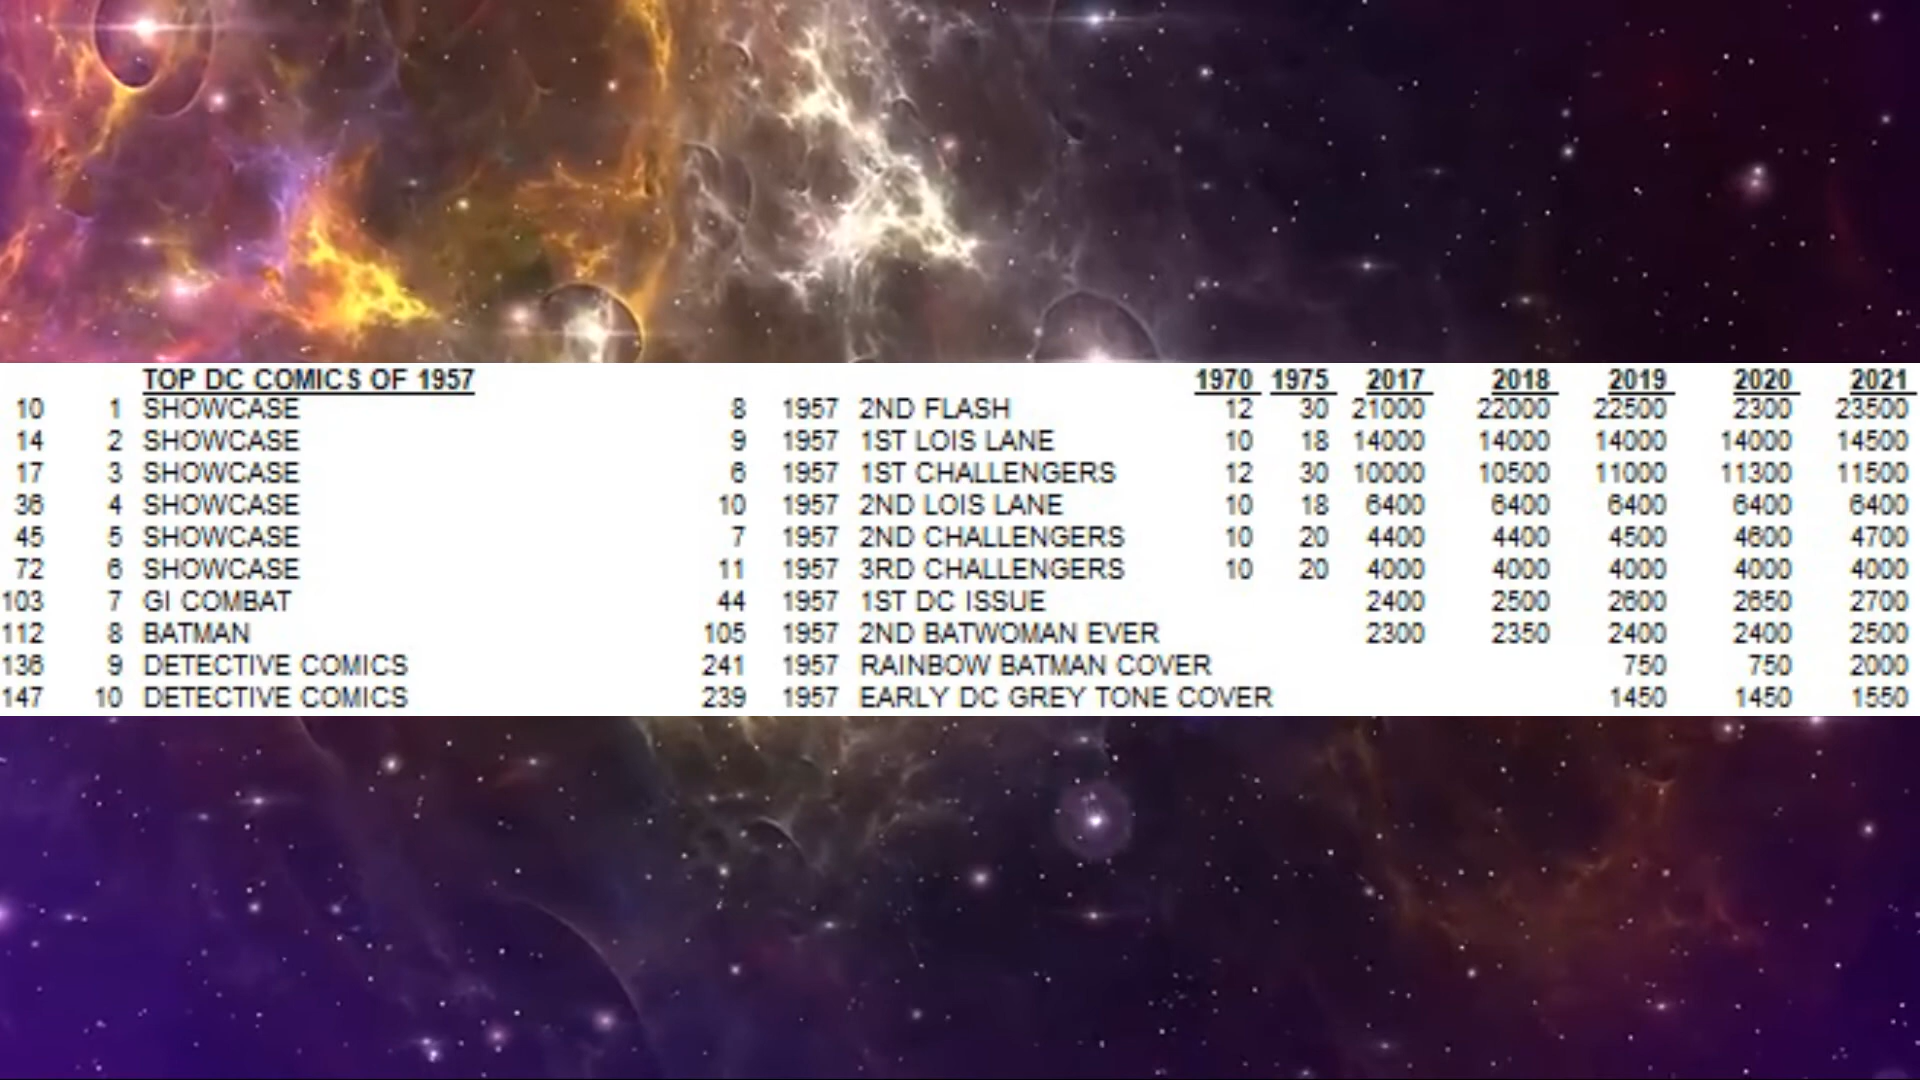 TOP DC COMICS OF 1957 1970 1975 2017 2018 2019 2020 2021
10 1 SHOWCASE 8 1957 2ND FLASH 12 30 21000 22000 22500 2300 23500
14 2 SHOWCASE 9 1957 1ST LOIS LANE 10 18 14000 14000 14000 14000 14500
17 3 SHOWCASE 6 1957 1ST CHALLENGERS 12 30 10000 10500 11000 11300 11500
36 4 SHOWCASE 10 1957 2ND LOIS LANE 10 18 6400 6400 6400 6400 6400
45 5 SHOWCASE 7 1957 2ND CHALLENGERS 10 20 4400 4400 4500 4600 4700
72 6 SHOWCASE 11 1957 3RD CHALLENGERS 10 20 4000 4000 4000 4000 4000
103 7 GI COMBAT 44 1957 1ST DC ISSUE 2400 2500 2600 2650 2700
112 8 BATMAN 105 1957 2ND BATWOMAN EVER 2300 2350 2400 2400 2500
136 9 DETECTIVE COMICS 241 1957 RAINBOW BATMAN COVER 750 750 2000
147 10 DETECTIVE COMICS 239 1957 EARLY DC GREY TONE COVER 1450 1450 1550